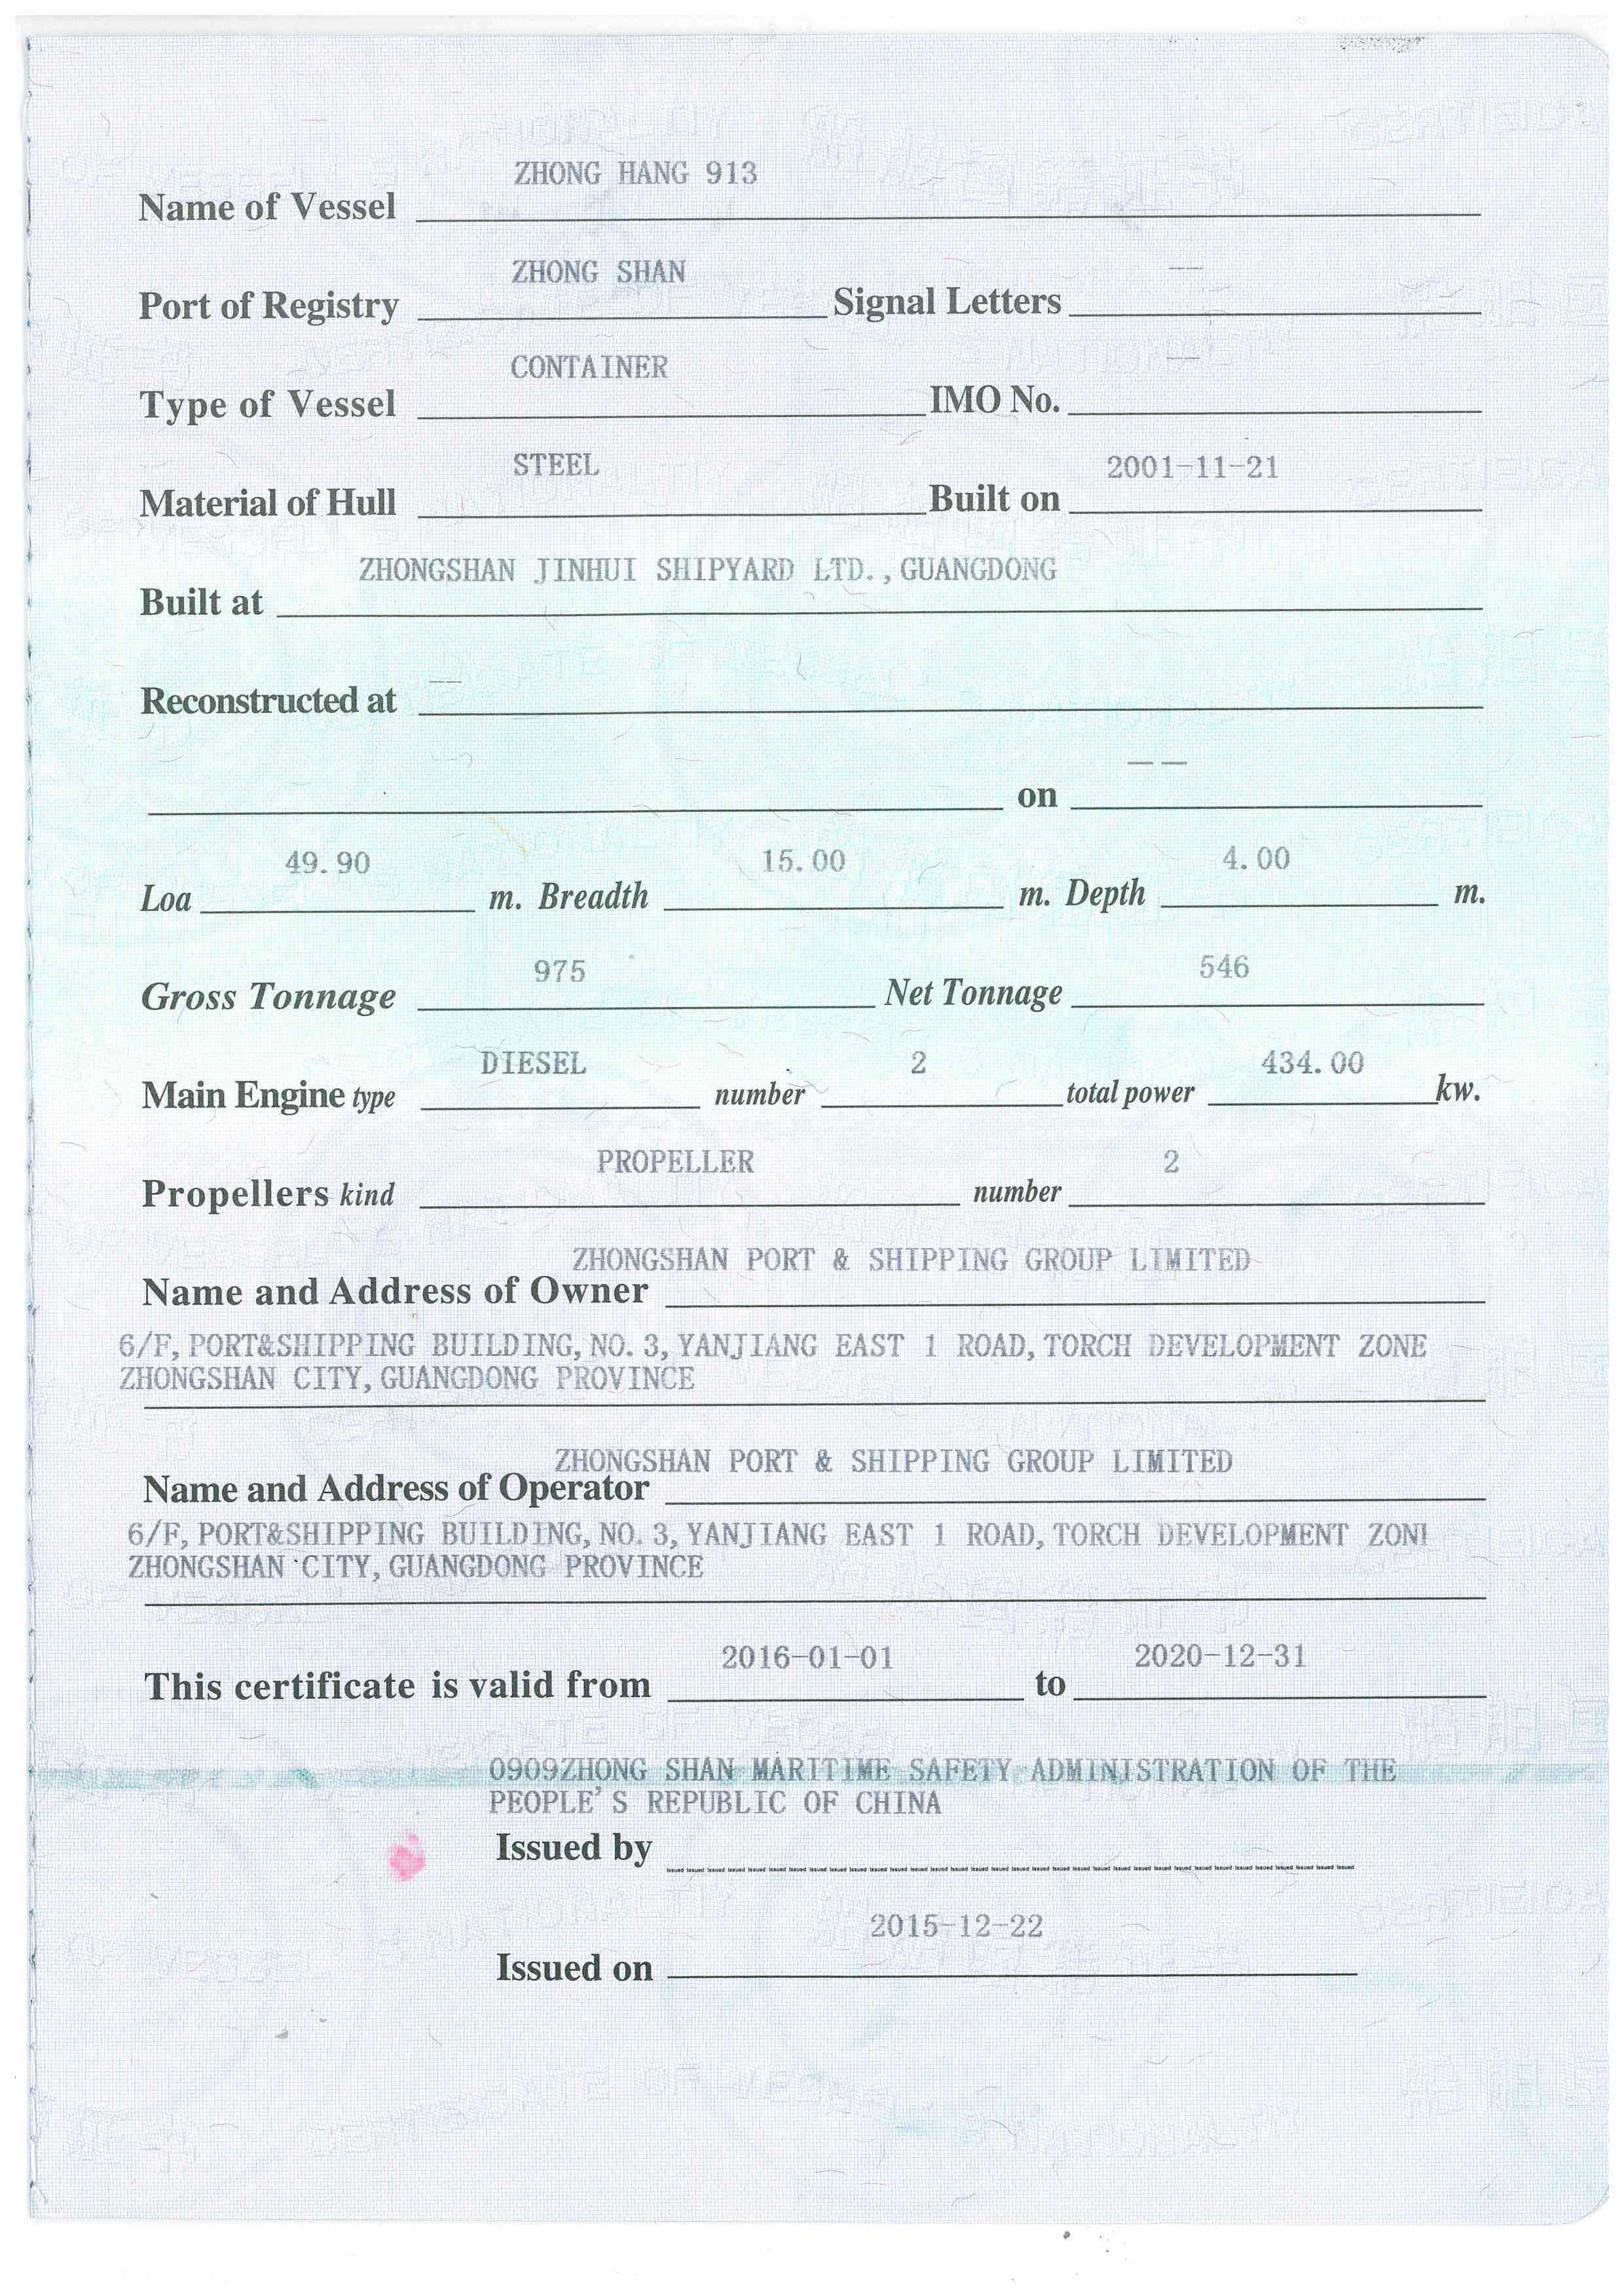 ZHONG HANG 913
Name of Vessel
ZHONG SHAN --
Port of Registry Signal Letters
CONTAINER --
Type of Vessel IMO No.
STEEL 2001-11-21
Material of Hull Built on
ZHONGSHAN JINHUI SHIPYARD LTD.,GUANGDONG
Built at
--
Reconstructed at
-- 
on
49.90 15.00 4.00
Loa m. Breadth m. Depth m.
975 546
Gross Tonnage Net Tonnage
DIESEL 2 434.00
Main Engine type number total power kw.
PROPELLER 2
Propellers kind number
ZHONGSHAN PORT & SHIPPING GROUP LIMITED
Name and Address of Owner
6/F,PORT&SHIPPING BUILDING,NO.3,YANJIANG EAST 1 ROAD,TORCH DEVELOPMENT ZONE
ZHONGSHAN CITY,GUANGDONG PROVINCE
ZHONGSHAN PORT & SHIPPING GROUP LIMITED
Name and Address of Operator
6/F,PORT&SHIPPING BUILDING,NO.3,YANJIANG EAST 1 ROAD,TORCH DEVELOPMENT
ZHONGSHAN CITY,GUANGDONG PROVINCE
2016-01-01 2020-12-31
This certificate is valid from to
0909ZHONG SHAN MARITIME SAFETY ADMINISTRATION OF THE
PEOPLE'S REPUBLIC OF CHINA
Issued by
2015-12-22
Issued on